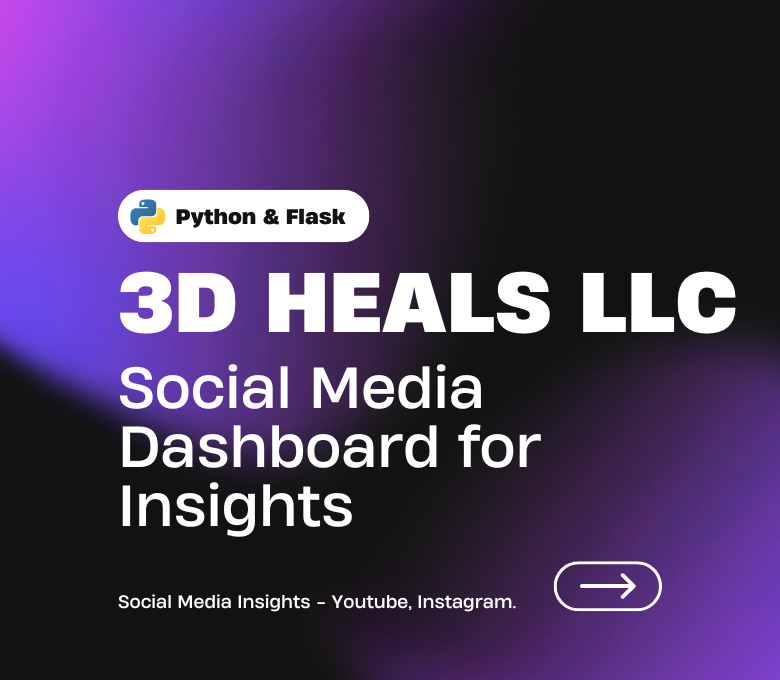 Python & Flask
3D HEALS LLC
Social Media
Dashboard for
Insights
Social Media Insights - Youtube, Instagram.